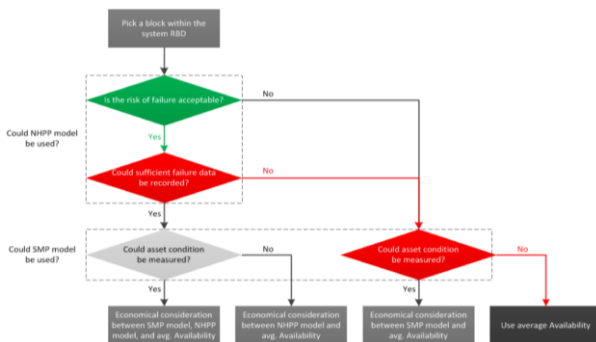 Pick a block within the
system RBD
Is the risk of failure acceptable?
No
Could NHPP model
be used?
Yes
Could sufficient failure data
be recorded?
No
Yes
Could SMP model
be used?
Could asset condition
be measured?
No
Could asset condition
be measured?
No
Yes
Yes
Economical consideration
between SMP model, NHPP
model, and avg. Availability
Economical consideration
between NHPP model and
avg. Availability
Economical consideration
between SMP model and
avg. Availability
Use average Availability